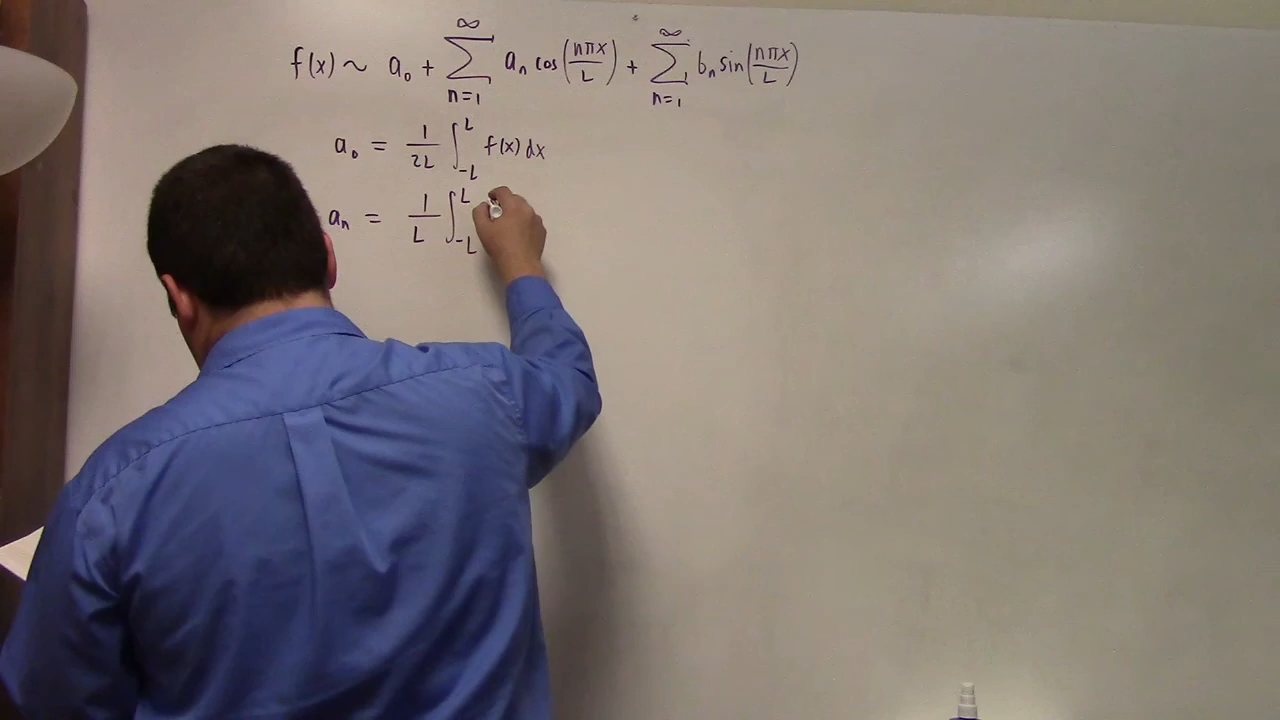 f(x) ~ a₀ + ∑_{n=1}^{∞} aₙ cos(nπx/L) + ∑_{n=1}^{∞} bₙ sin(nπx/L)
a₀ = 1/2L ∫_{-L}^{L} f(x) dx
aₙ = 1/L ∫_{-L}^{L}